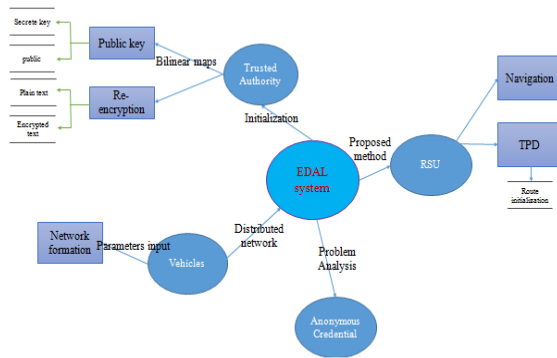 Secrete key
Public key
public
Bilinear maps
Trusted
Authority
Plain text
Re-
encryption
Encrypted
text
Initialization
Navigation
Proposed
method
RSU
TPD
EDAL
system
Route
initialization
Network
formation
Parameters input
Vehicles
Distributed
network
Problem
Analysis
Anonymous
Credential